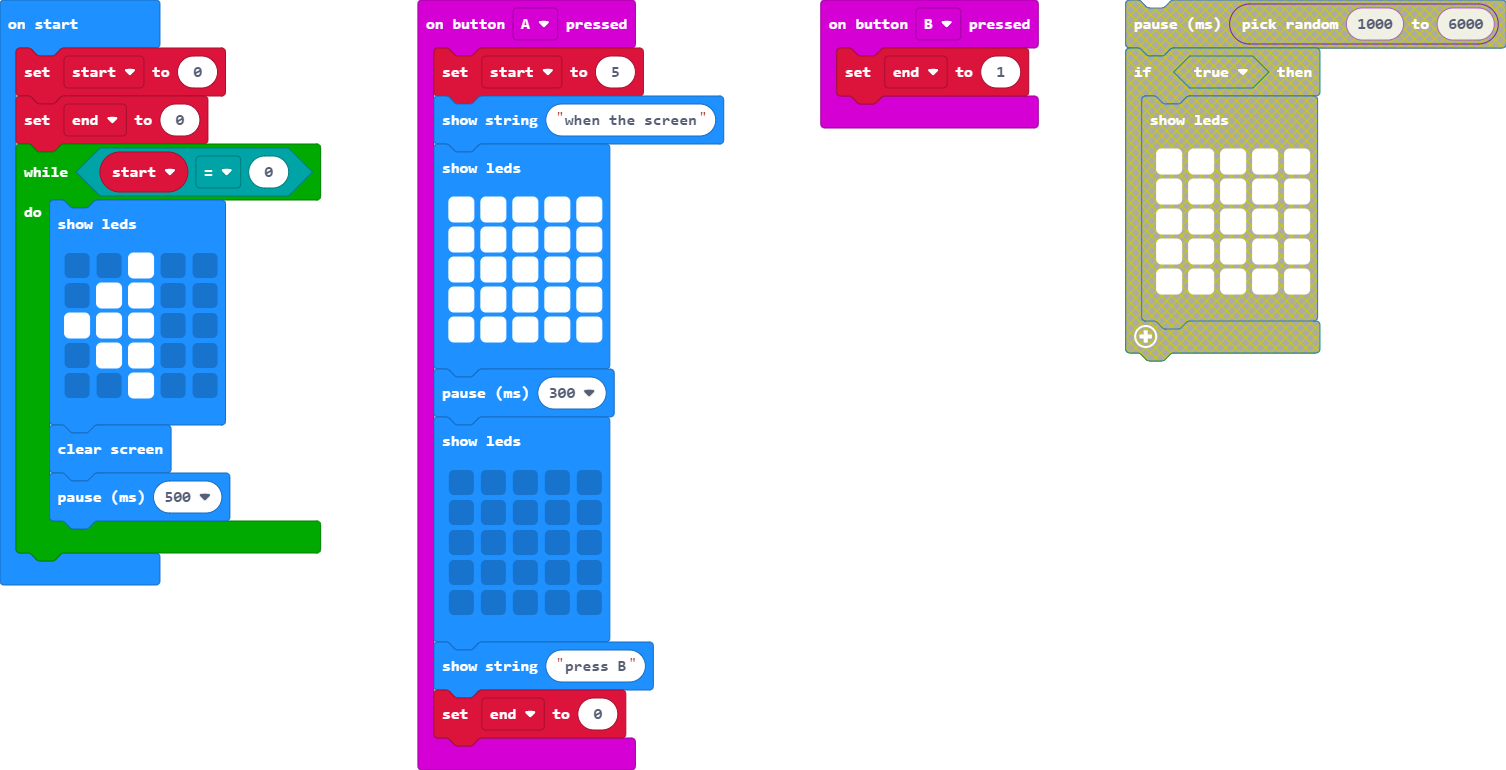 on start
set start to 0
set end to 0
while start = 0
do
show leds
clear screen
pause (ms) 500
on button A pressed
set start to 5
show string "when the screen"
show leds
pause (ms) 300
show leds
show string "press B"
set end to 0
on button B pressed
set end to 1
pause (ms) pick random 1000 to 6000
if true then
show leds